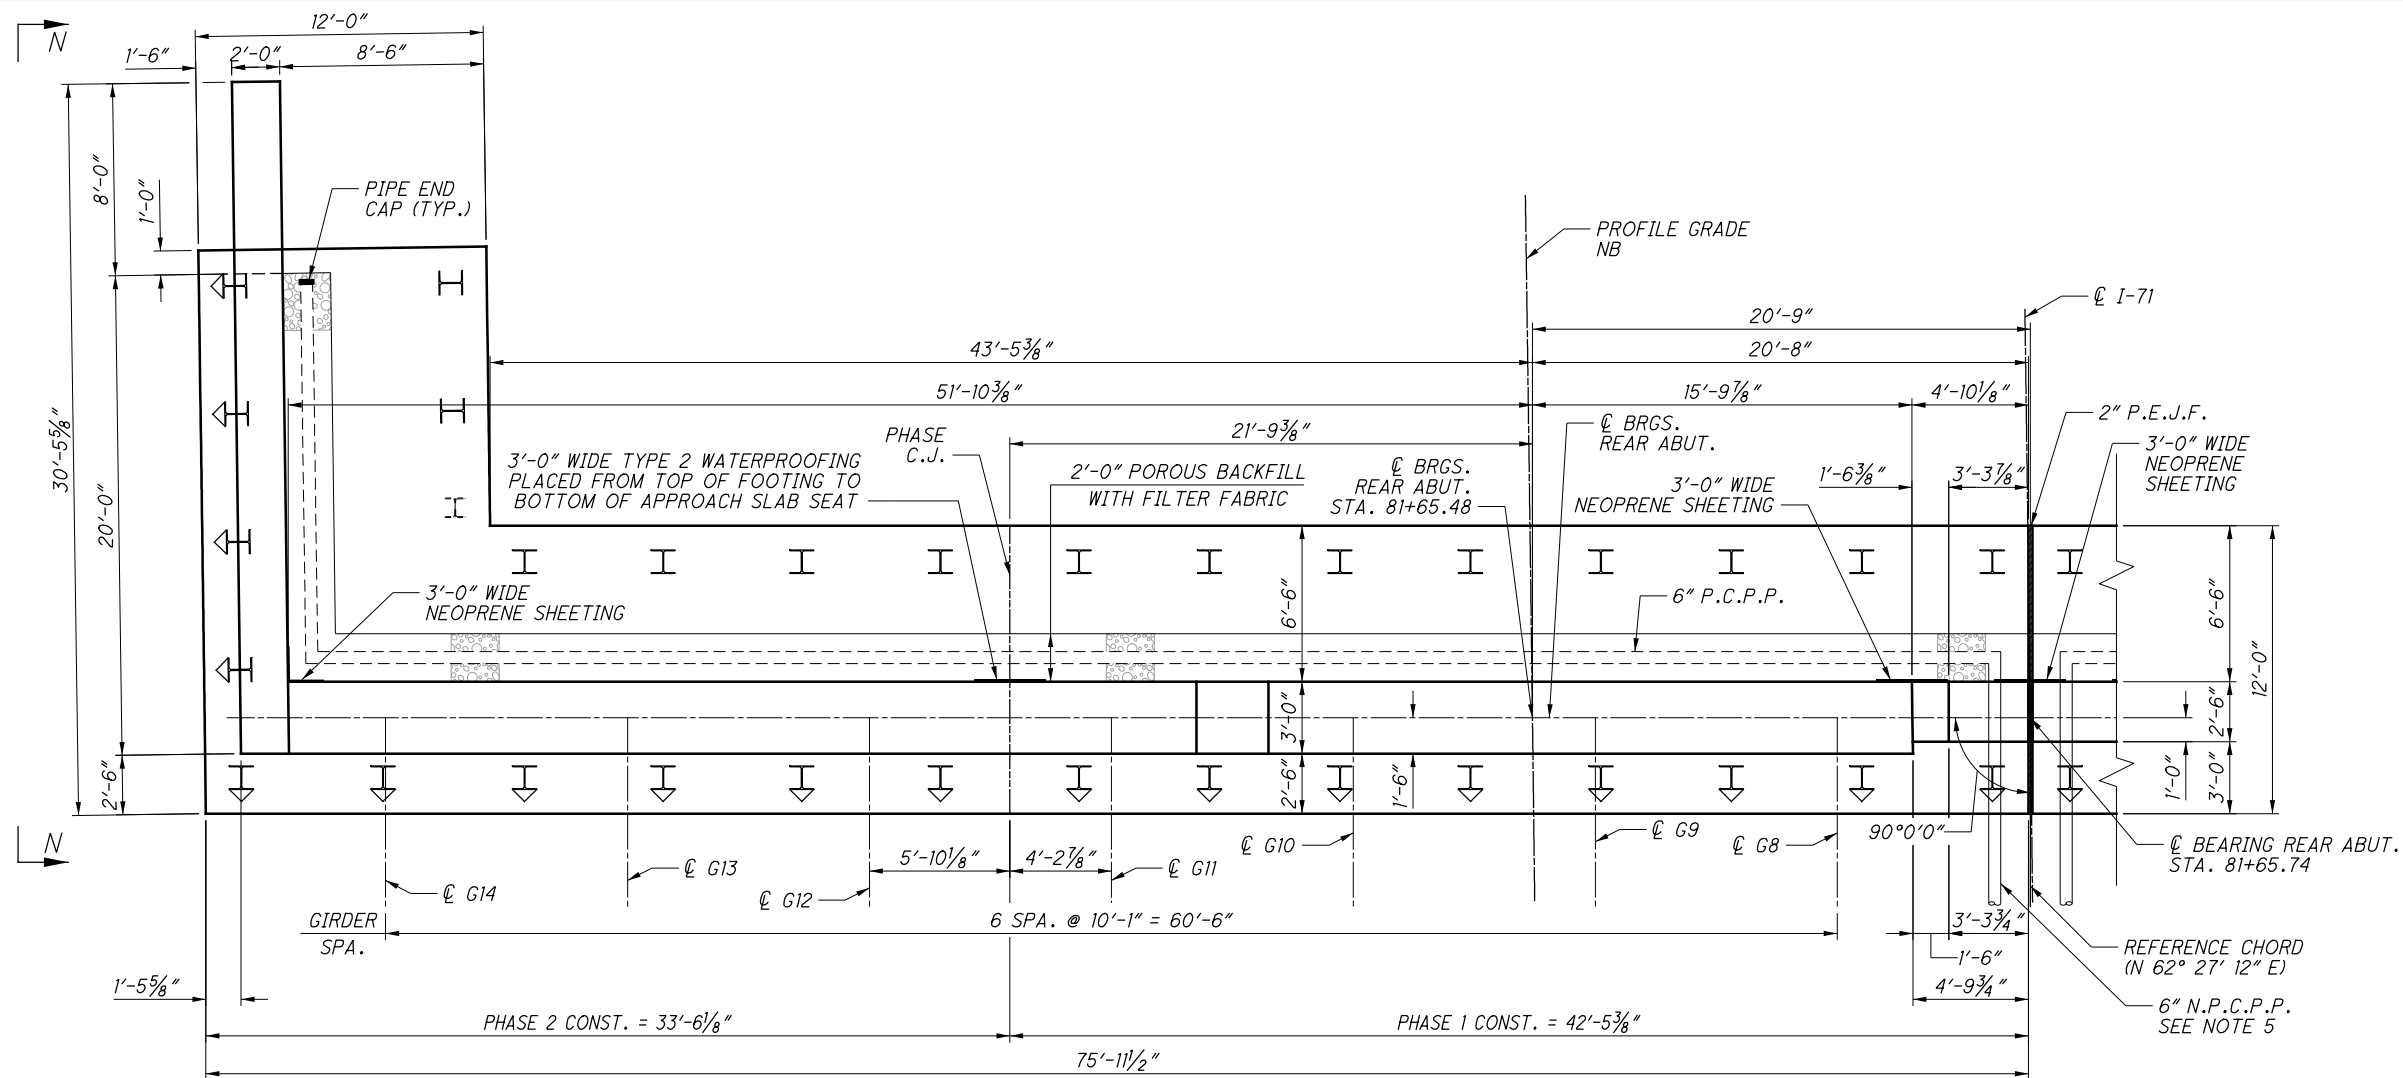 N
12'-0"
1'-6"
2'-0"
8'-6"
30'-5⅝"
8'-0"
1'-0"
20'-0"
2'-6"
PIPE END
CAP (TYP.)
PROFILE GRADE
NB
℄ I-71
20'-9"
43'-5⅜"
20'-8"
51'-10⅜"
15'-9⅞"
4'-10⅛"
21'-9⅜"
PHASE
C.J.
3'-0" WIDE TYPE 2 WATERPROOFING
PLACED FROM TOP OF FOOTING TO
BOTTOM OF APPROACH SLAB SEAT
2'-0" POROUS BACKFILL
WITH FILTER FABRIC
℄ BRGS.
REAR ABUT.
STA. 81+65.48
℄ BRGS.
REAR ABUT.
3'-0" WIDE
NEOPRENE SHEETING
1'-6⅜"
3'-3⅞"
2" P.E.J.F.
3'-0" WIDE
NEOPRENE
SHEETING
3'-0" WIDE
NEOPRENE SHEETING
6" P.C.P.P.
6'-6"
3'-0"
2'-6"
1'-6"
6'-6"
2'-6"
3'-0"
12'-0"
1'-0"
90°0'0"
℄ BEARING REAR ABUT.
STA. 81+65.74
N
℄ G14
℄ G13
℄ G12
5'-10⅛"
4'-2⅞"
℄ G11
℄ G10
℄ G9
℄ G8
GIRDER
SPA.
6 SPA. @ 10'-1" = 60'-6"
3'-3¾"
1'-6"
4'-9¾"
REFERENCE CHORD
(N 62° 27' 12" E)
6" N.P.C.P.P.
SEE NOTE 5
1'-5⅝"
PHASE 2 CONST. = 33'-6⅛"
PHASE 1 CONST. = 42'-5⅜"
75'-11½"